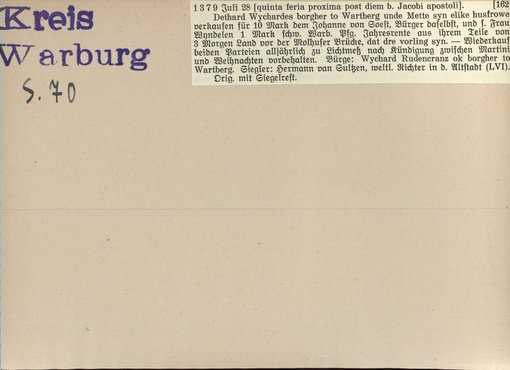 Kreis
Warburg
S. 70
1379 Juli 28 [quinta feria proxima post diem b. Jacobi apostoli]. [162
Dethard Wychardes borgher to Wartberg unde Mette syn elike husfrowe
verkaufen für 10 Mark dem Johanne von Soest, Bürger daselbst, und s. Frau
Wyndelen 1 Mark schw. Warb. Pfg. Jahresrente aus ihrem Teile von
3 Morgen Land vor der Molhuser Brücke, dat dre vorling syn. — Wiederkauf
beiden Parteien alljährlich zu Lichtmeß nach Kündigung zwischen Martini
und Weihnachten vorbehalten. Bürge: Wychard Rudencranz ok borgher to
Wartberg. Siegler: Hermann van Sultzen, weltl. Richter in d. Altstadt (LVI).
Orig. mit Siegelrest.